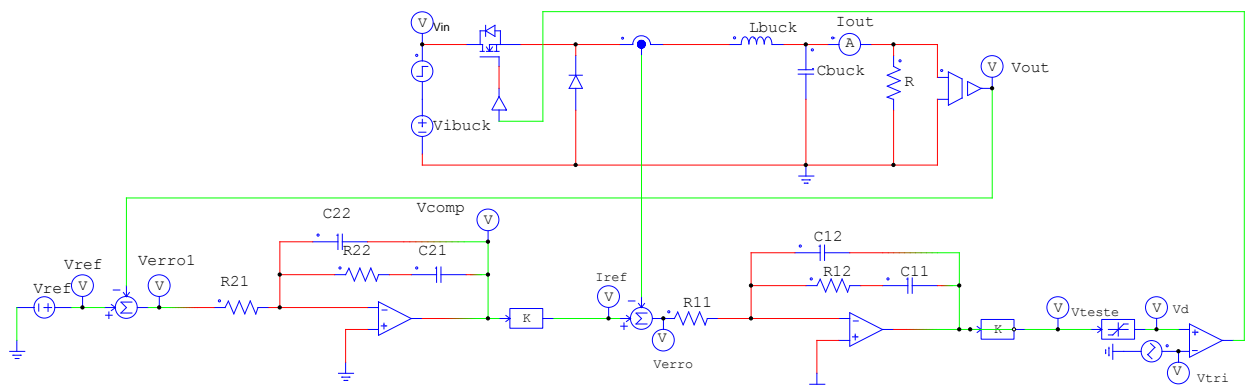 V
Vin
Lbuck
Iout
A
Cbuck
R
V
Vout
Vibuck
Vcomp
V
C22
R22
C21
C12
R12
C11
Vref
Vref
V
Verro1
V
R21
Iref
V
R11
K
Verro
V
Vteste
V
Vd
V
K
V
Vtri